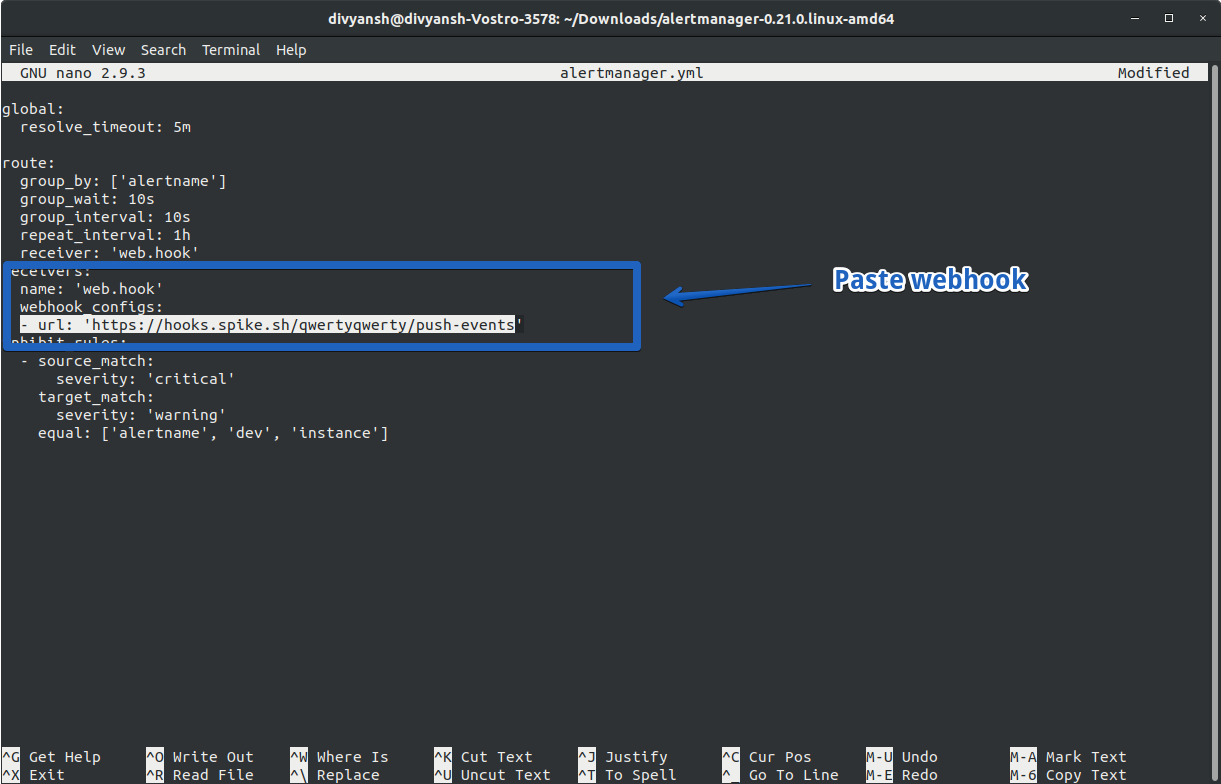 divyansh@divyansh-Vostro-3578: ~/Downloads/alertmanager-0.21.0.linux-amd64
File Edit View Search Terminal Help
GNU nano 2.9.3 alertmanager.yml Modified
global:
  resolve_timeout: 5m
route:
  group_by: ['alertname']
  group_wait: 10s
  group_interval: 10s
  repeat_interval: 1h
  receiver: 'web.hook'
eceivers:
  name: 'web.hook'
  webhook_configs:
  - url: 'https://hooks.spike.sh/qwertyqwerty/push-events'
nhibit_rules:
  - source_match:
      severity: 'critical'
    target_match:
      severity: 'warning'
    equal: ['alertname', 'dev', 'instance']
Paste webhook
^G Get Help ^O Write Out ^W Where Is ^K Cut Text ^J Justify ^C Cur Pos M-U Undo M-A Mark Text
^X Exit ^R Read File ^\ Replace ^U Uncut Text ^T To Spell ^_ Go To Line M-E Redo M-6 Copy Text